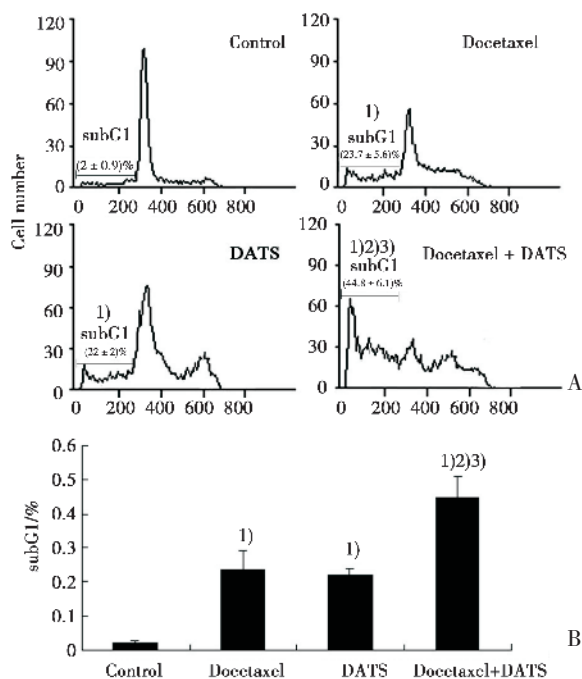 Control
Docetaxel
120
90
60
30
0
subG1
(2 ± 0.9)%
0 200 400 600 800
120
90
60
30
0
1)
subG1
(23.7 ± 5.6)%
0 200 400 600 800
Cell number
DATS
Docetaxel + DATS
120
90
60
30
0
1)
subG1
(22 ± 2)%
0 200 400 600 800
120
90
60
30
0
1)2)3)
subG1
(44.8 ± 6.1)%
0 200 400 600 800
A
subG1/%
0.6
0.5
0.4
0.3
0.2
0.1
0
1)
1)
1)2)3)
Control Docetaxel DATS Docetaxel+DATS
B